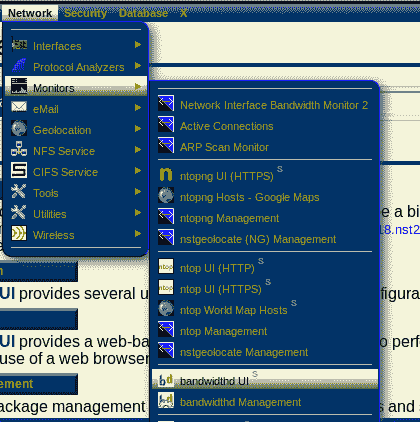 Network Security Database X
Interfaces
Protocol Analyzers
Monitors
eMail
Geolocation
NFS Service
CIFS Service
Tools
Utilities
Wireless
Network Interface Bandwidth Monitor 2
Active Connections
ARP Scan Monitor
ntopng UI (HTTPS) S
ntopng Hosts - Google Maps
ntopng Management
nstgeolocate (NG) Management
ntop UI (HTTP) S
ntop UI (HTTPS) S
ntop World Map Hosts S
ntop Management
nstgeolocate Management
bandwidthd UI S
bandwidthd Management
e a bi
18.nst2
UI provides several u
figura
UI provides a web-ba
o perf
use of a web browser
ement
ackage management
s and s